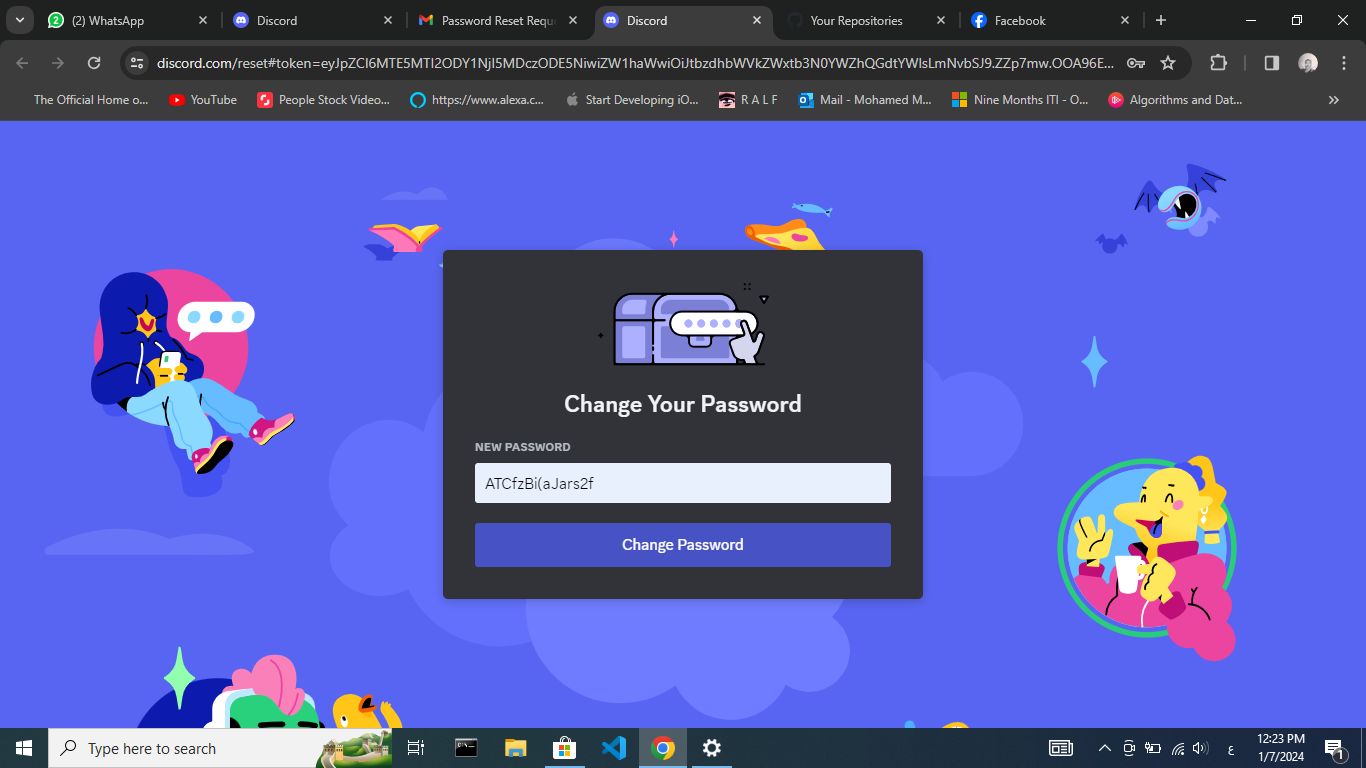 (2) WhatsApp
Discord
Password Reset Requ
Discord
Your Repositories
Facebook
discord.com/reset#token=eyJpZCI6MTE5MTI2ODY1NjI5MDczODE5NiwiZW1haWwiOiJtbzdhbWVkZWxtb3N0YWZhQGdtYWlsLmNvbSJ9.ZZp7mw.OOA96E...
The Official Home o...
YouTube
People Stock Video...
https://www.alexa.c...
Start Developing iO...
R A L F
Mail - Mohamed M...
Nine Months ITI - O...
Algorithms and Dat...
Change Your Password
NEW PASSWORD
ATCfzBi(aJars2f
Change Password
Type here to search
ع
12:23 PM
1/7/2024
1